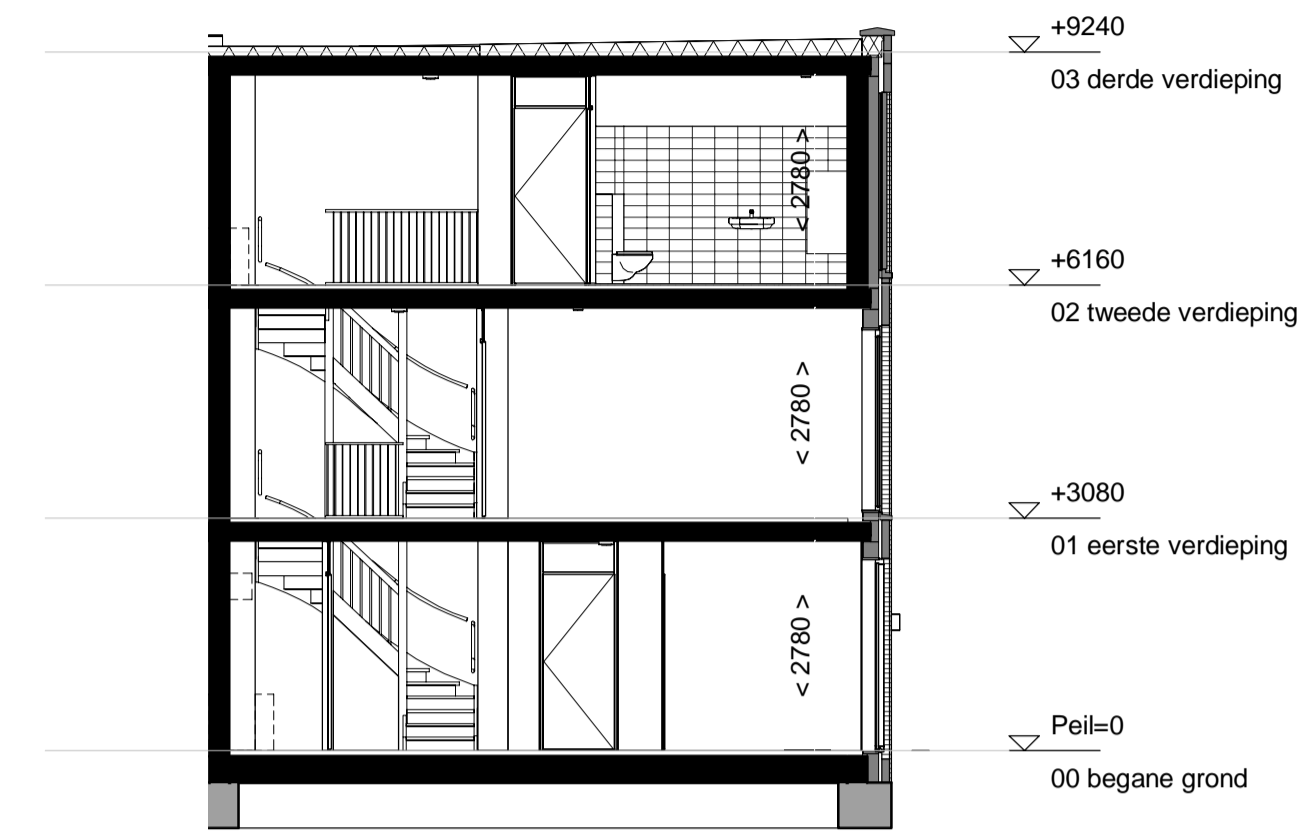 +9240
03 derde verdieping
< 2780 >
+6160
02 tweede verdieping
< 2780 >
+3080
01 eerste verdieping
< 2780 >
Peil=0
00 begane grond